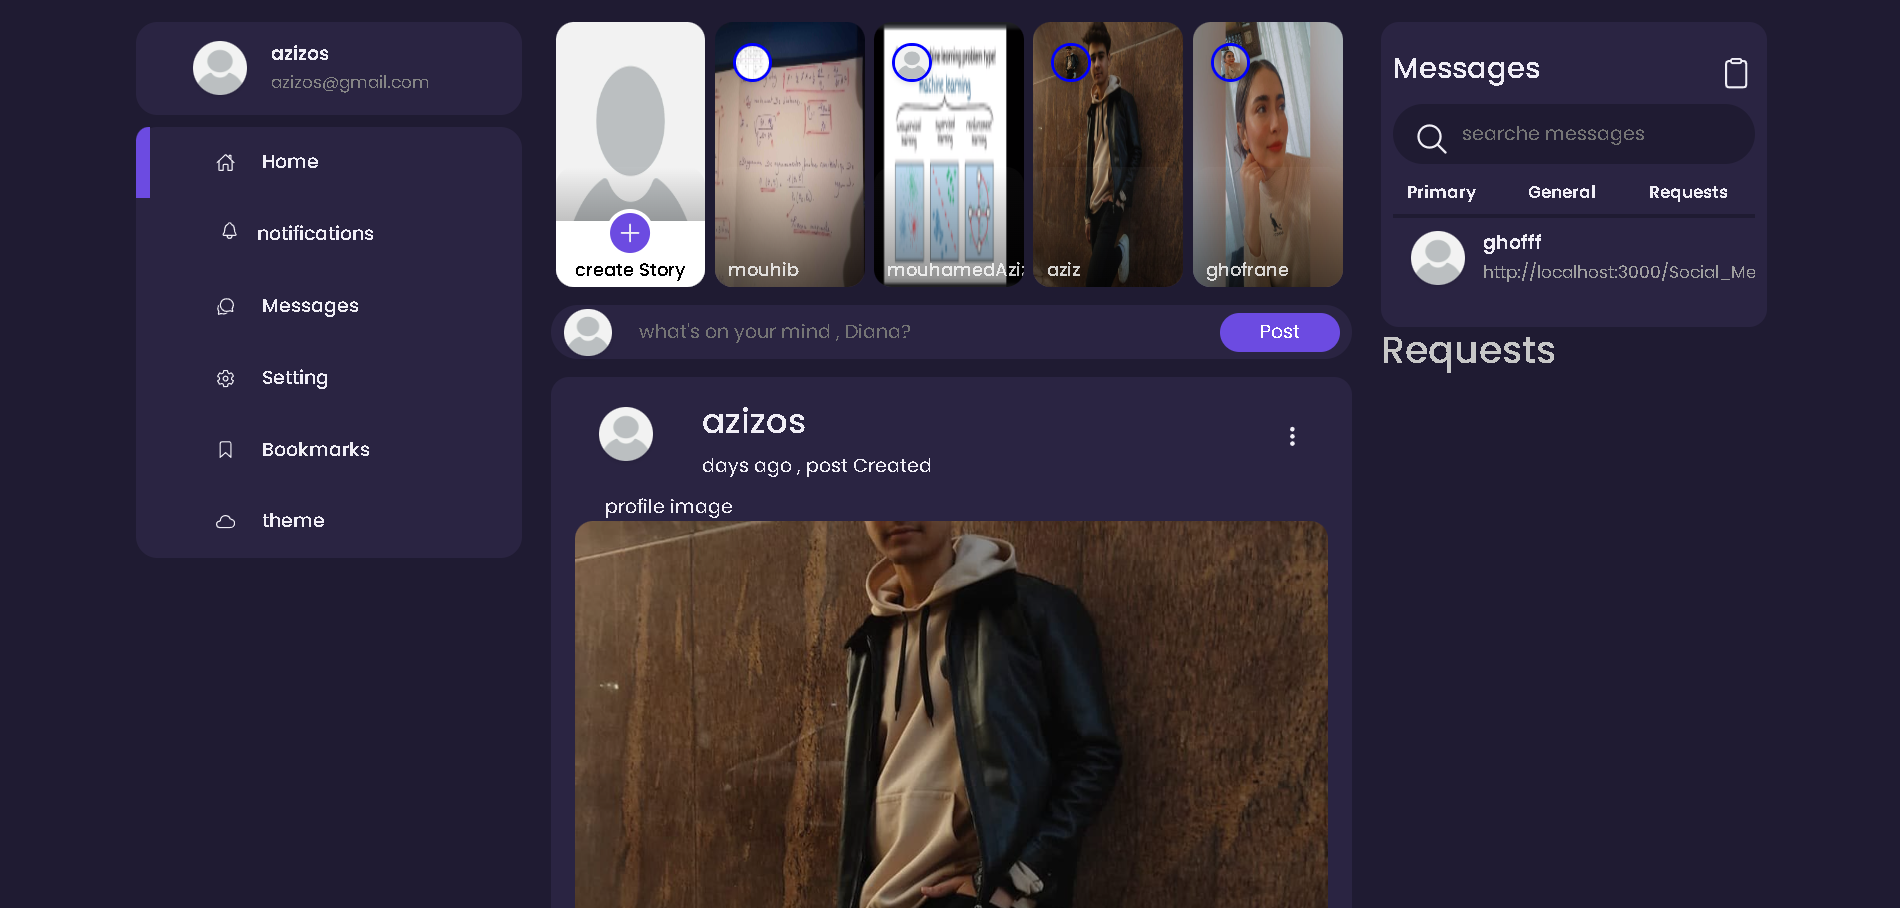 azizos
azizos@gmail.com
Home
notifications
Messages
Setting
Bookmarks
theme
create Story
mouhib
machine learning
mouhamedAzi
aziz
ghofrane
what's on your mind , Diana?
Post
azizos
days ago , post Created
profile image
Messages
searche messages
Primary General Requests
ghofff
http://localhost:3000/Social_Me
Requests